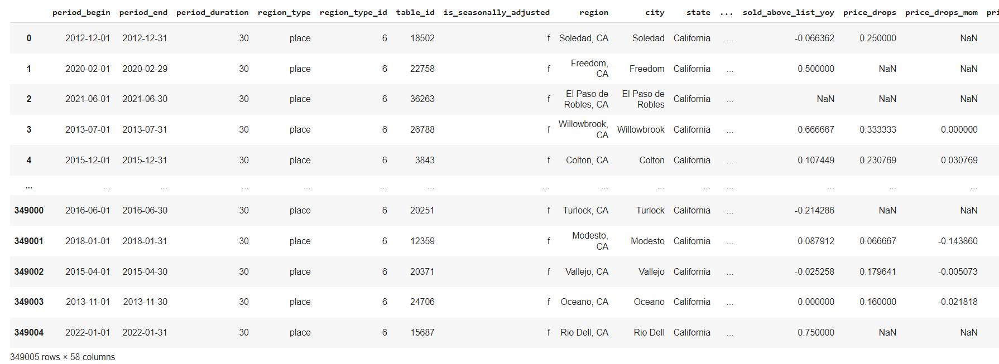 period_begin period_end period_duration region_type region_type_id table_id is_seasonally_adjusted region city state ... sold_above_list_yoy price_drops price_drops_mom pri
0 2012-12-01 2012-12-31 30 place 6 18502 f Soledad, CA Soledad California ... -0.066362 0.250000 NaN
1 2020-02-01 2020-02-29 30 place 6 22758 f Freedom, CA Freedom California ... 0.500000 NaN NaN
2 2021-06-01 2021-06-30 30 place 6 36263 f El Paso de Robles, CA El Paso de Robles California ... NaN NaN NaN
3 2013-07-01 2013-07-31 30 place 6 26788 f Willowbrook, CA Willowbrook California ... 0.666667 0.333333 0.000000
4 2015-12-01 2015-12-31 30 place 6 3843 f Colton, CA Colton California ... 0.107449 0.230769 0.030769
... ... ... ... ... ... ... ... ... ... ... ... ... ... ...
349000 2016-06-01 2016-06-30 30 place 6 20251 f Turlock, CA Turlock California ... -0.214286 NaN NaN
349001 2018-01-01 2018-01-31 30 place 6 12359 f Modesto, CA Modesto California ... 0.087912 0.066667 -0.143860
349002 2015-04-01 2015-04-30 30 place 6 20371 f Vallejo, CA Vallejo California ... -0.025258 0.179641 -0.005073
349003 2013-11-01 2013-11-30 30 place 6 24706 f Oceano, CA Oceano California ... 0.000000 0.160000 -0.021818
349004 2022-01-01 2022-01-31 30 place 6 15687 f Rio Dell, CA Rio Dell California ... 0.750000 NaN NaN
349005 rows × 58 columns